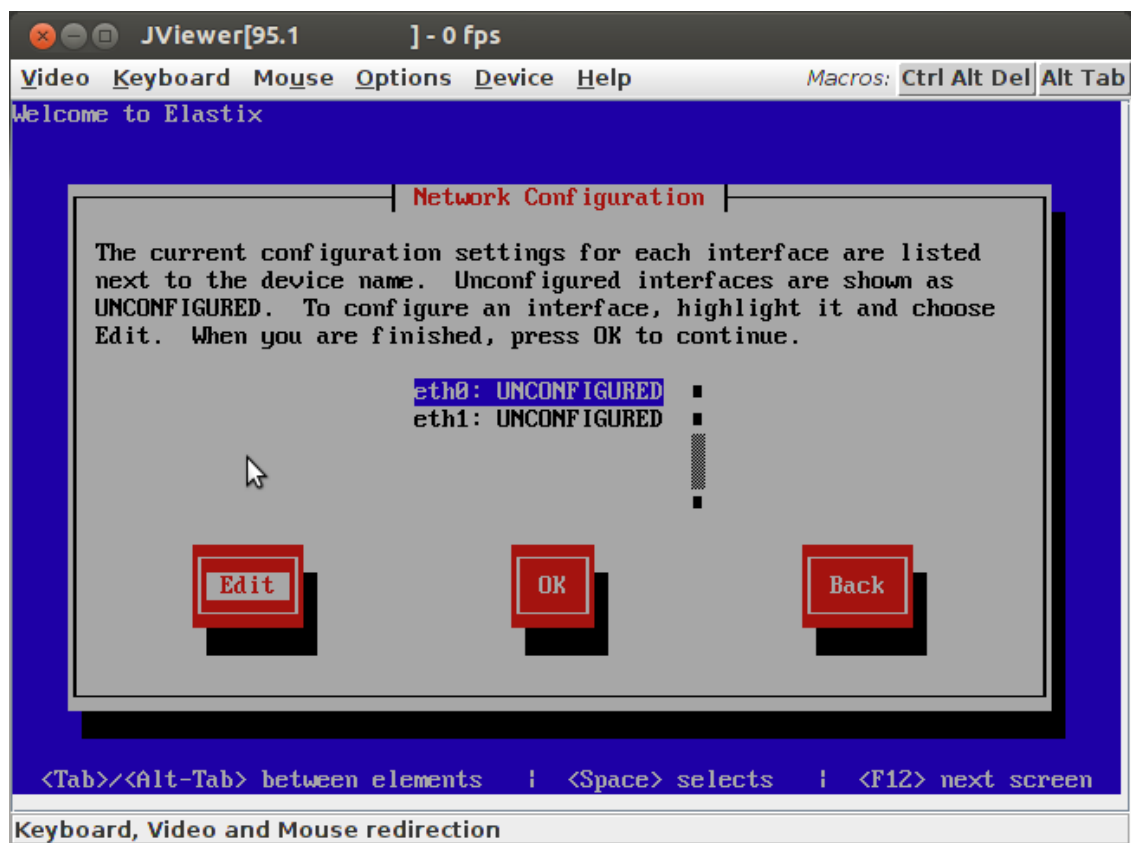 JViewer[95.1 ] - 0 fps
Video Keyboard Mouse Options Device Help Macros: Ctrl Alt Del Alt Tab
Welcome to Elastix
Network Configuration
The current configuration settings for each interface are listed
next to the device name.  Unconfigured interfaces are shown as
UNCONFIGURED.  To configure an interface, highlight it and choose
Edit.  When you are finished, press OK to continue.
eth0: UNCONFIGURED
eth1: UNCONFIGURED
Edit OK Back
<Tab>/<Alt-Tab> between elements | <Space> selects | <F12> next screen
Keyboard, Video and Mouse redirection